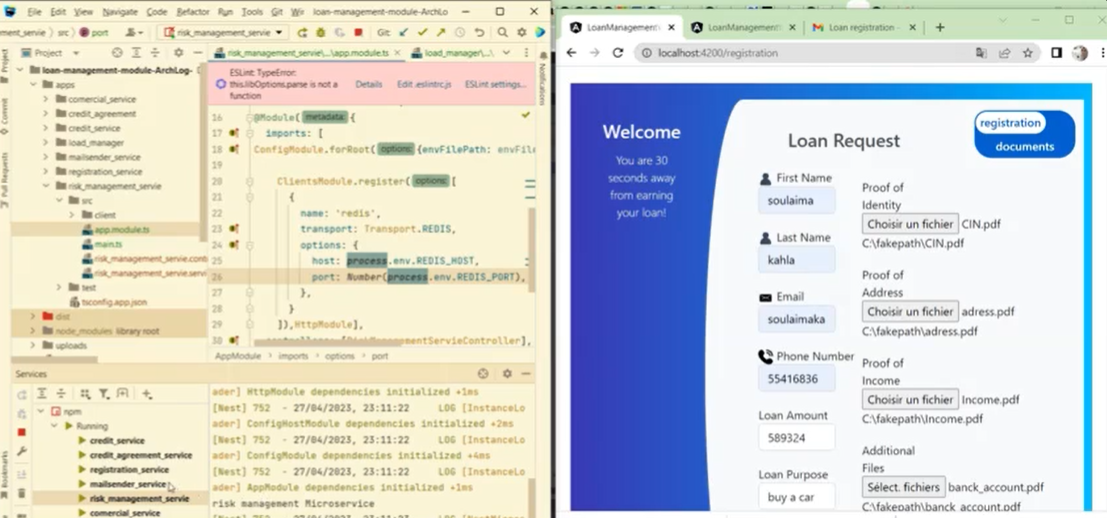 File Edit View Navigate Code Refactor Run Tools Git Window loan-management-module-ArchLo
ment_servie › src › port
risk_management_servie
Project
risk_management_servie\...\app.module.ts
load_manager\...
Project
Commit
Pull Requests
Bookmarks
Notifications
loan-management-module-ArchLog-
apps
comercial_service
credit_agreement
credit_service
load_manager
mailsender_service
registration_service
risk_management_servie
src
client
app.module.ts
main.ts
risk_management_servie.cont
risk_management_servie.servi
test
tsconfig.app.json
dist
node_modules library root
uploads
ESLint: TypeError:
this.libOptions.parse is not a
function
Details Edit .eslintrc.js ESLint settings...
16 @Module( metadata: {
17 imports: [
18 ConfigModule.forRoot( options: {envFilePath: envFile
20 ClientsModule.register( options: [
21 {
22 name: 'redis',
23 transport: Transport.REDIS,
24 options: {
25 host: process.env.REDIS_HOST,
26 port: Number(process.env.REDIS_PORT),
27 },
28 }
29 ]),HttpModule],
30
AppModule › imports › options › port
Services
npm
Running
credit_service
credit_agreement_service
registration_service
mailsender_service
risk_management_servie
comercial_service
ader] HttpModule dependencies initialized +1ms
[Nest] 752 - 27/04/2023, 23:11:22 LOG [InstanceLo
ader] ConfigHostModule dependencies initialized +2ms
[Nest] 752 - 27/04/2023, 23:11:22 LOG [InstanceLo
ader] ConfigModule dependencies initialized +4ms
[Nest] 752 - 27/04/2023, 23:11:22 LOG [InstanceLo
ader] AppModule dependencies initialized +1ms
risk management Microservice
LoanManagement
LoanManagement
Loan registration -
localhost:4200/registration
Welcome
You are 30
seconds away
from earning
your loan!
Loan Request
registration
documents
First Name
soulaima
Last Name
kahla
Email
soulaimaka
Phone Number
55416836
Loan Amount
589324
Loan Purpose
buy a car
Proof of
Identity
Choisir un fichier CIN.pdf
C:\fakepath\CIN.pdf
Proof of
Address
Choisir un fichier adress.pdf
C:\fakepath\adress.pdf
Proof of
Income
Choisir un fichier Income.pdf
C:\fakepath\Income.pdf
Additional
Files
Sélect. fichiers banck_account.pdf
C:\fakepath\banck_account.pdf